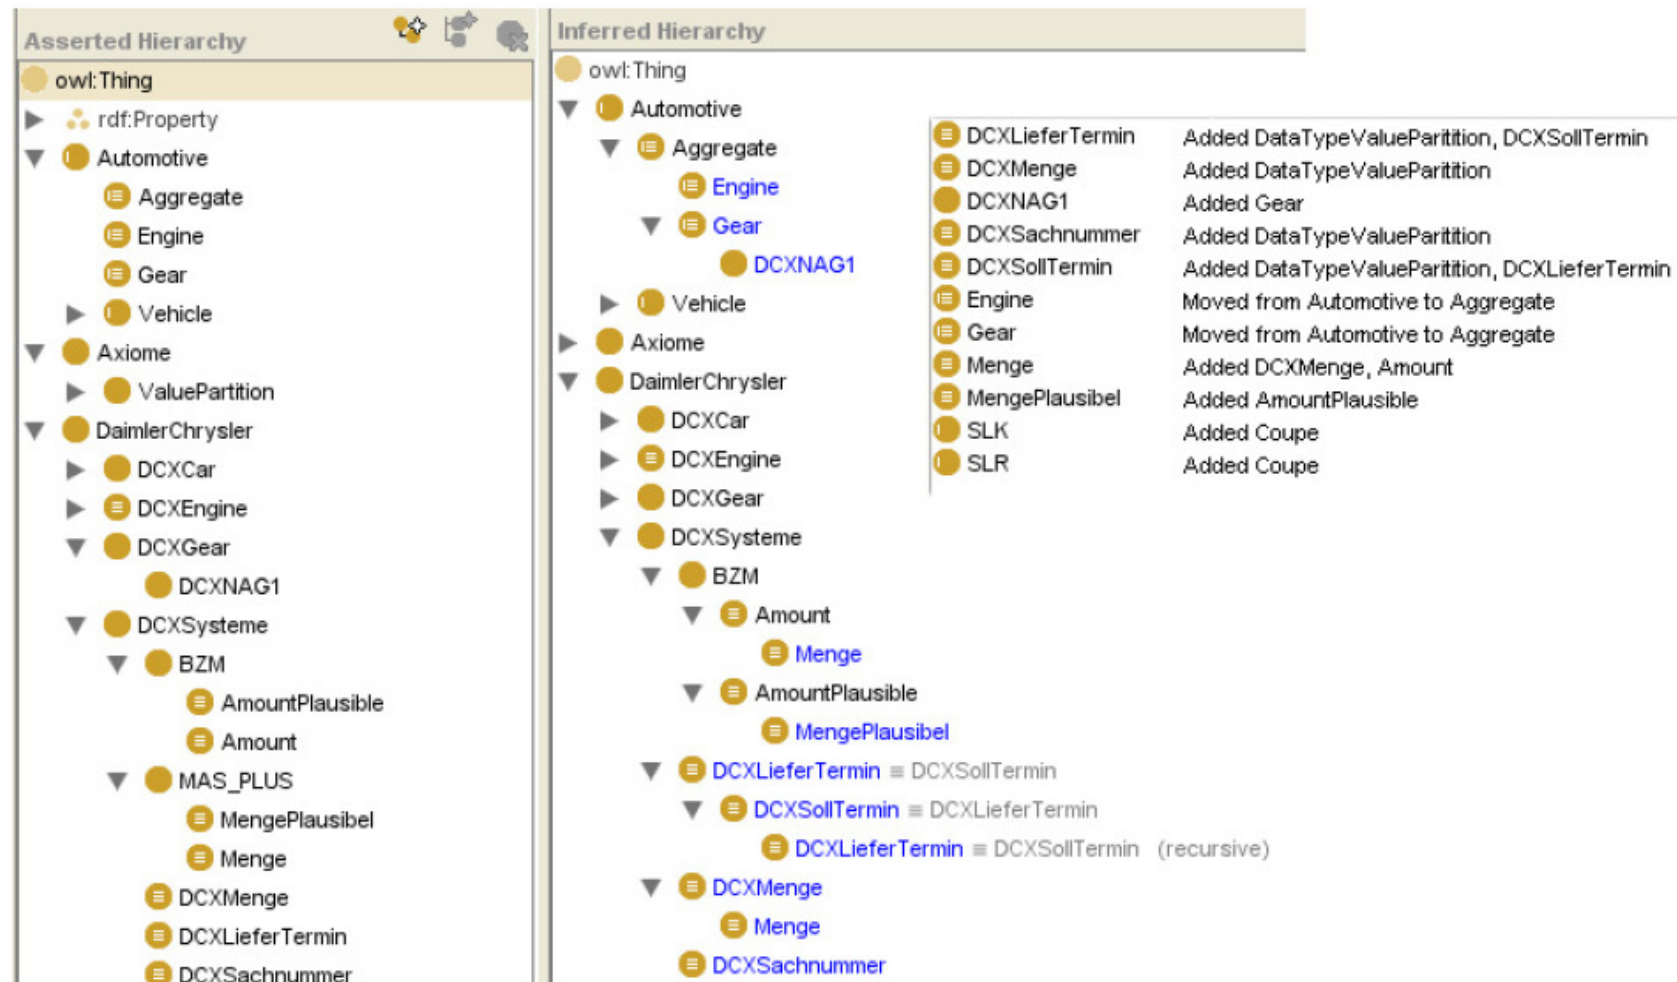 Asserted Hierarchy
owl:Thing
rdf:Property
Automotive
Aggregate
Engine
Gear
Vehicle
Axiome
ValuePartition
DaimlerChrysler
DCXCar
DCXEngine
DCXGear
DCXNAG1
DCXSysteme
BZM
AmountPlausible
Amount
MAS_PLUS
MengePlausibel
Menge
DCXMenge
DCXLieferTermin
DCXSachnummer
Inferred Hierarchy
owl:Thing
Automotive
Aggregate
Engine
Gear
DCXNAG1
Vehicle
Axiome
DaimlerChrysler
DCXCar
DCXEngine
DCXGear
DCXSysteme
BZM
Amount
Menge
AmountPlausible
MengePlausibel
DCXLieferTermin ≡ DCXSollTermin
DCXSollTermin ≡ DCXLieferTermin
DCXLieferTermin ≡ DCXSollTermin (recursive)
DCXMenge
Menge
DCXSachnummer
DCXLieferTermin Added DataTypeValueParitition, DCXSollTermin
DCXMenge Added DataTypeValueParitition
DCXNAG1 Added Gear
DCXSachnummer Added DataTypeValueParitition
DCXSollTermin Added DataTypeValueParitition, DCXLieferTermin
Engine Moved from Automotive to Aggregate
Gear Moved from Automotive to Aggregate
Menge Added DCXMenge, Amount
MengePlausibel Added AmountPlausible
SLK Added Coupe
SLR Added Coupe